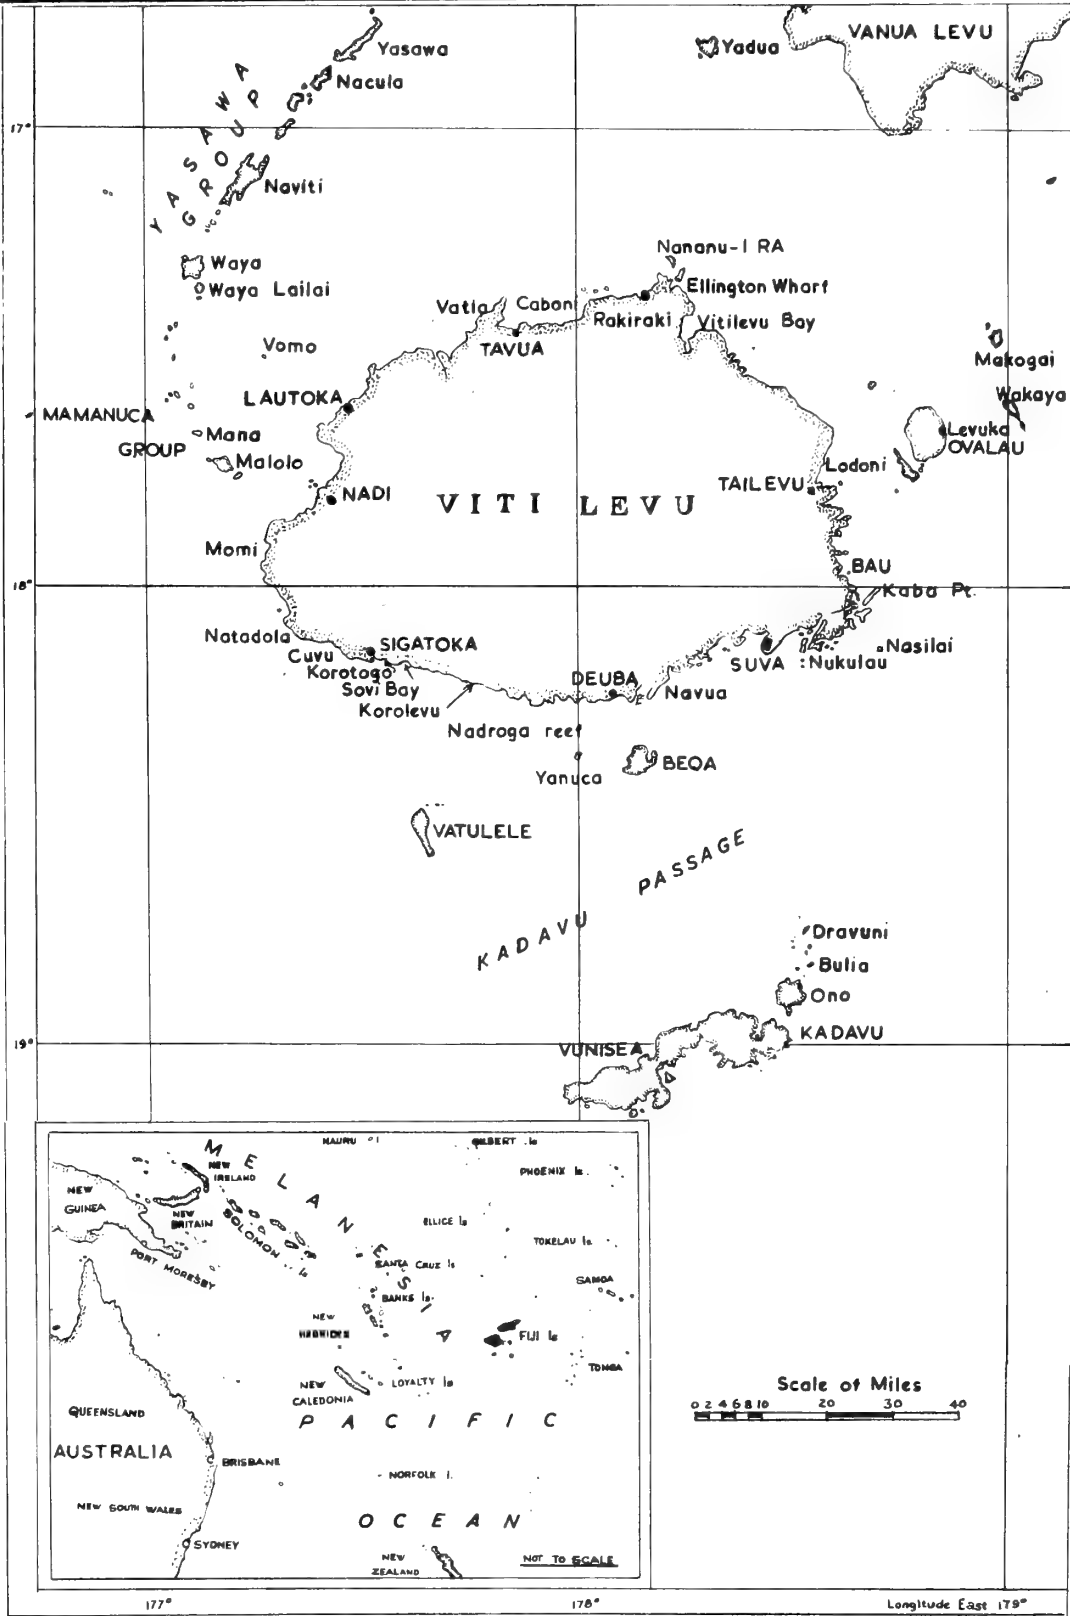 Yasawa
Yadua
VANUA LEVU
Nacula
17°
YASAWA
GROUP
Naviti
Nananu-I RA
Waya
Waya Lailai
Ellington Wharf
Vatia
Caboni
Rakiraki
Vitilevu Bay
Vomo
TAVUA
Makogai
Wakaya
LAUTOKA
MAMANUCA
GROUP
Mana
Malolo
Levuka
OVALAU
Lodoni
NADI
VITI LEVU
TAILEVU
Momi
BAU
18°
Kaba Pt.
Natadola
SIGATOKA
Cuvu
Korotogo
Sovi Bay
Korolevu
DEUBA
Navua
SUVA
Nukulau
Nasilai
Nadroga reef
Yanuca
BEQA
VATULELE
KADAVU PASSAGE
Dravuni
Bulia
Ono
KADAVU
19°
VUNISEA
MELANESIA
NAURU I
GILBERT Is
PHOENIX Is.
NEW
IRELAND
NEW
GUINEA
NEW
BRITAIN
SOLOMON Is
ELLICE Is
TOKELAU Is.
PORT MORESBY
SANTA CRUZ Is
SAMOA
BANKS Is.
NEW
HEBRIDES
FIJI Is
TONGA
NEW
CALEDONIA
LOYALTY Is
PACIFIC
QUEENSLAND
AUSTRALIA
BRISBANE
NORFOLK I.
NEW SOUTH WALES
OCEAN
SYDNEY
NEW
ZEALAND
NOT TO SCALE
Scale of Miles
0 2 4 6 8 10 20 30 40
177°
178°
Longitude East 179°